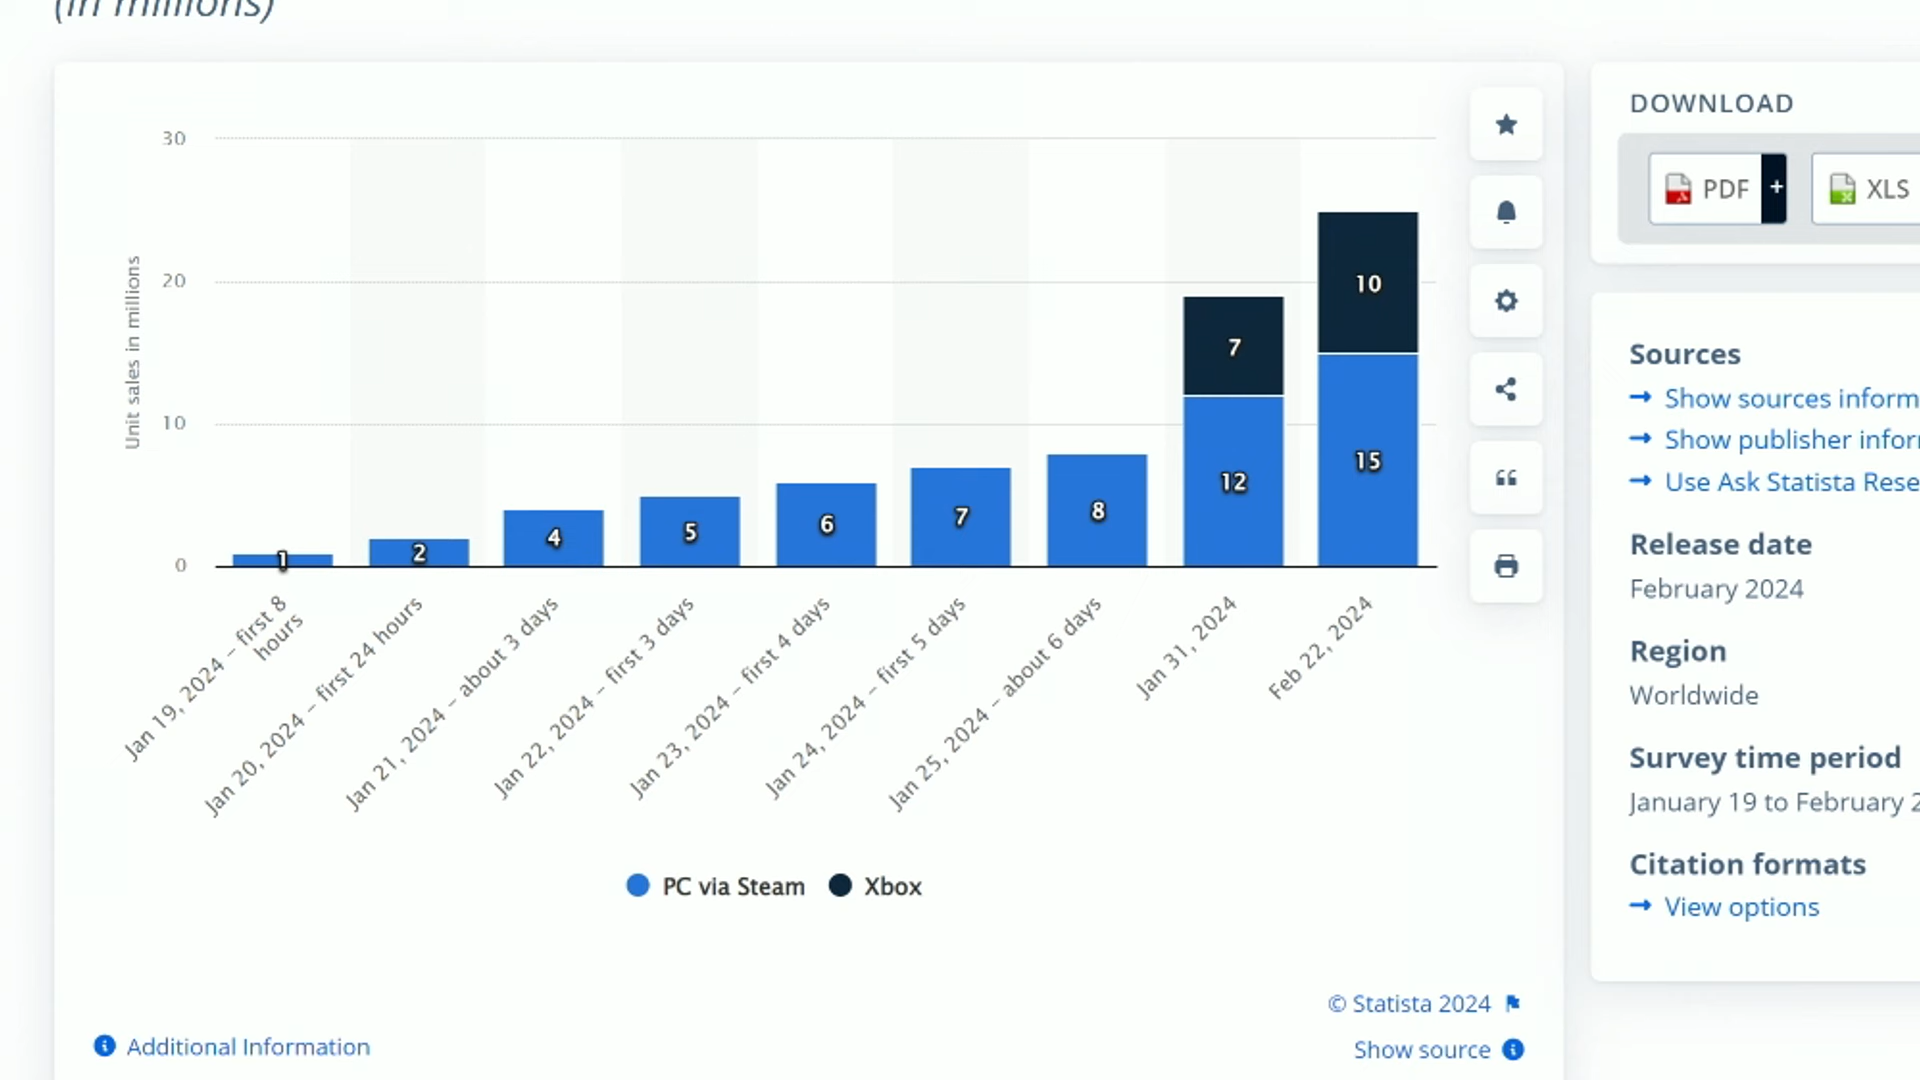 (in millions)
30
20
10
0
Unit sales in millions
1
2
4
5
6
7
8
7
12
10
15
Jan 19, 2024 – first 8
hours
Jan 20, 2024 – first 24 hours
Jan 21, 2024 – about 3 days
Jan 22, 2024 – first 3 days
Jan 23, 2024 – first 4 days
Jan 24, 2024 – first 5 days
Jan 25, 2024 – about 6 days
Jan 31, 2024
Feb 22, 2024
PC via Steam
Xbox
Additional Information
© Statista 2024
Show source
DOWNLOAD
PDF +
XLS
Sources
Show sources inform
Show publisher infor
Use Ask Statista Rese
Release date
February 2024
Region
Worldwide
Survey time period
January 19 to February 2
Citation formats
View options